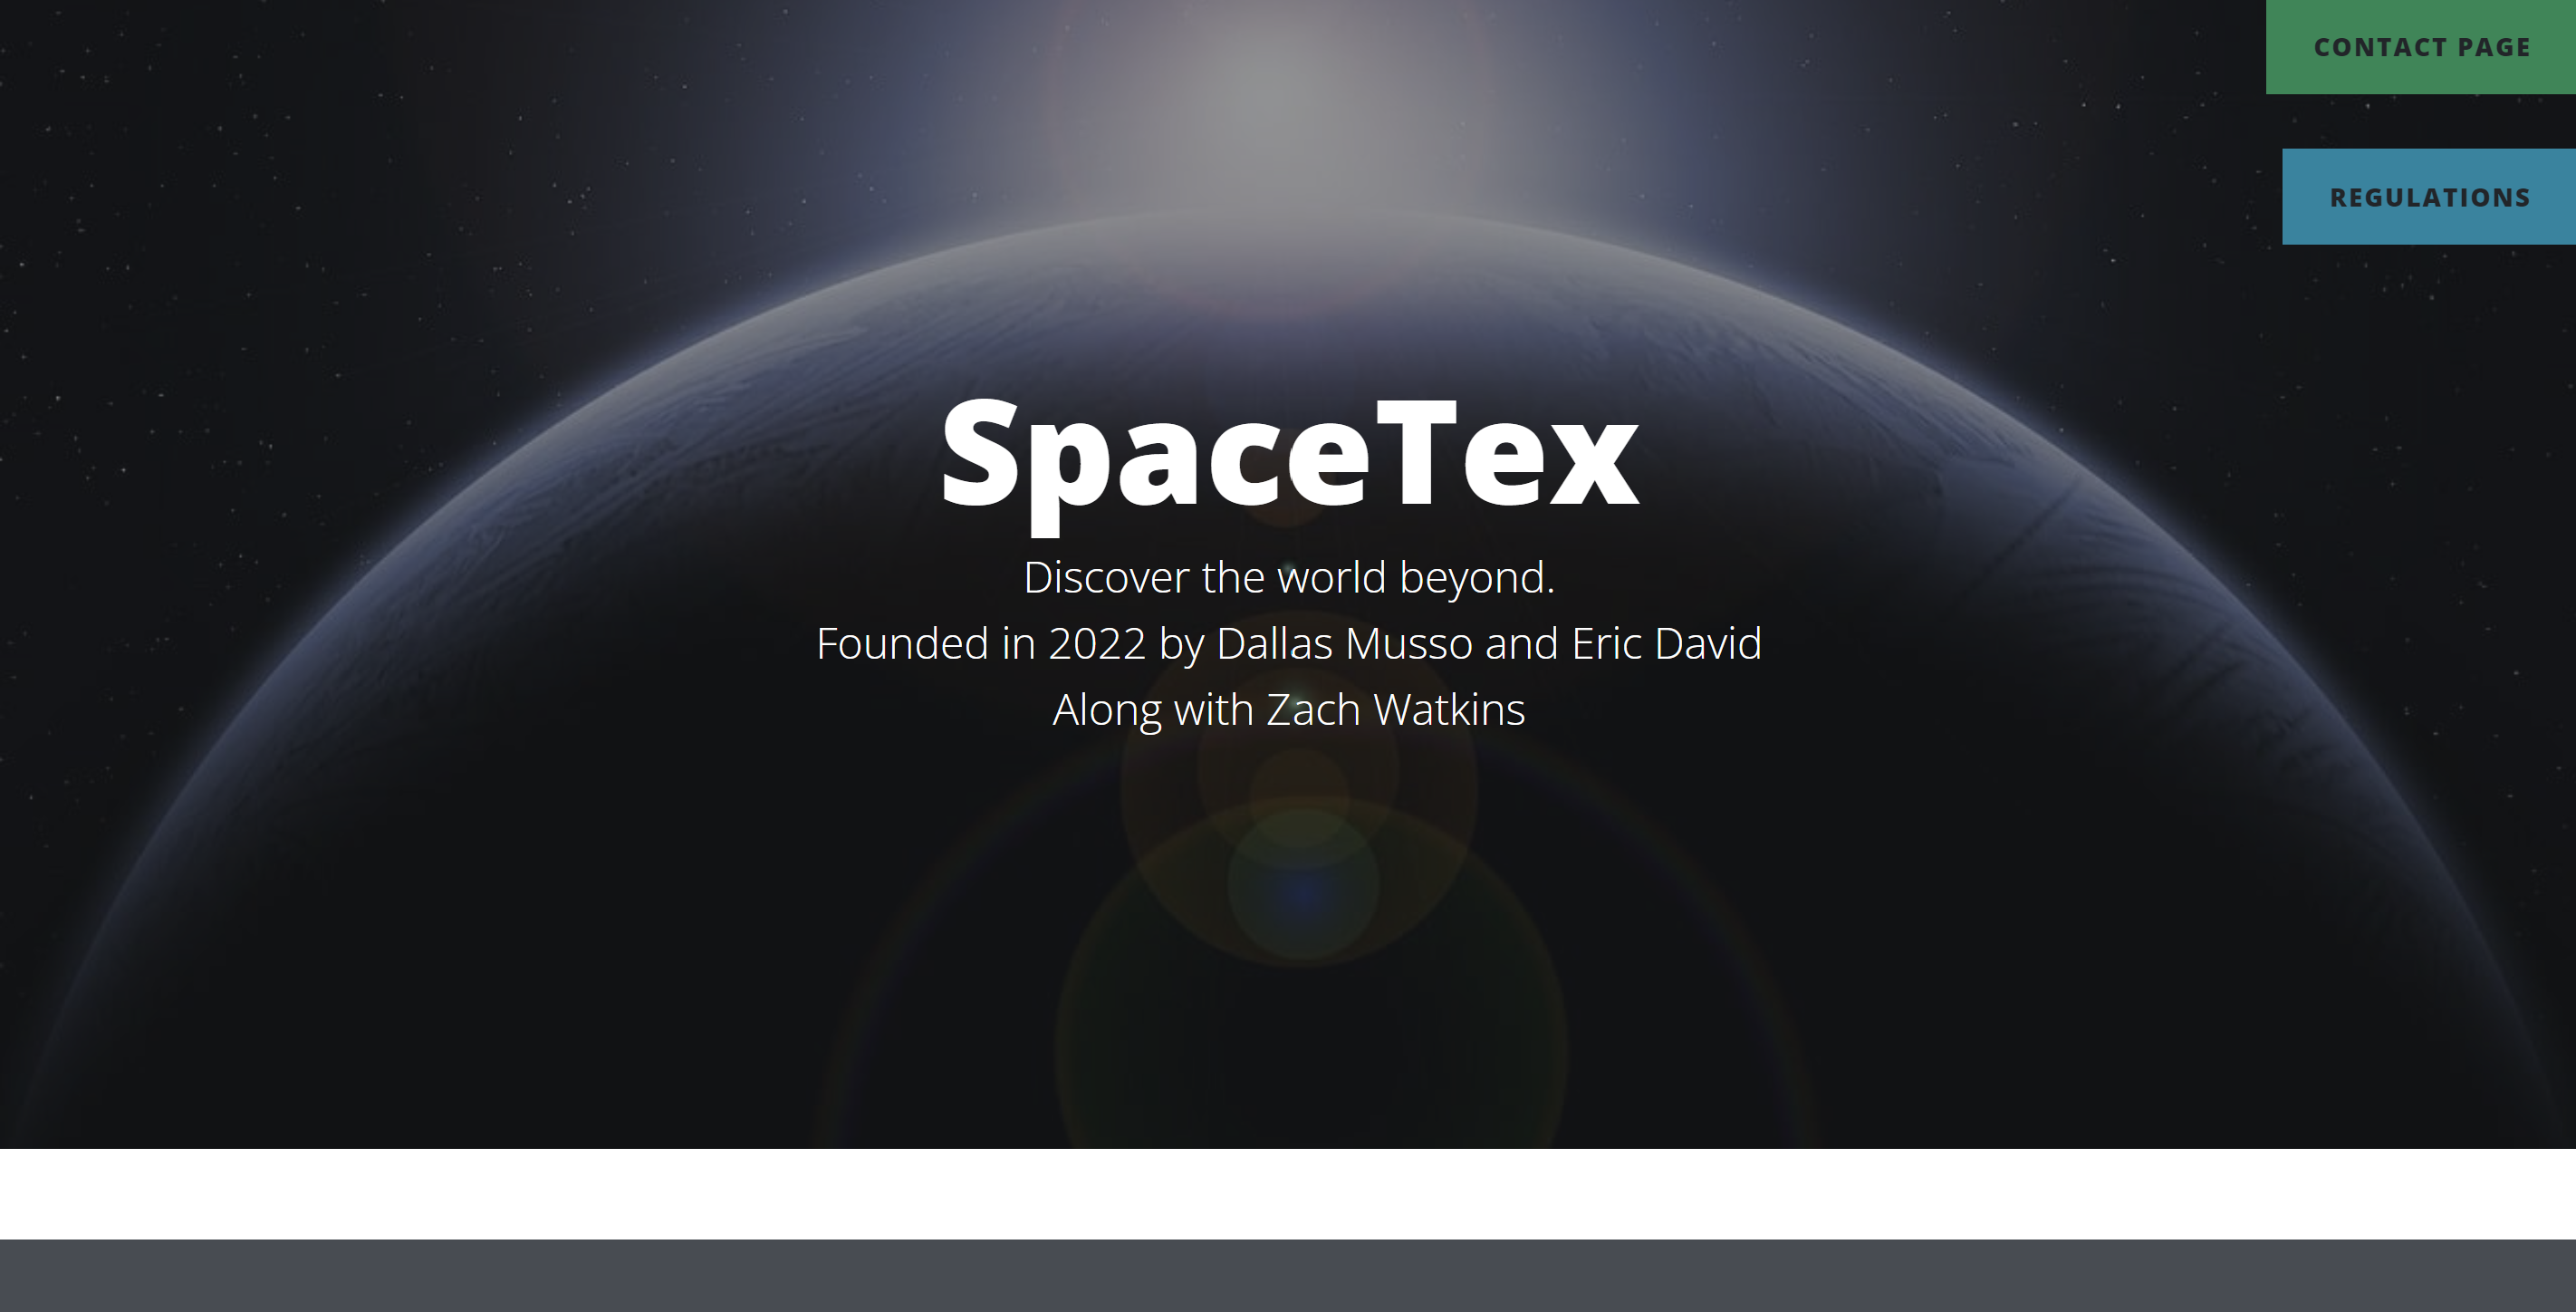 CONTACT PAGE
REGULATIONS
SpaceTex
Discover the world beyond.
Founded in 2022 by Dallas Musso and Eric David
Along with Zach Watkins